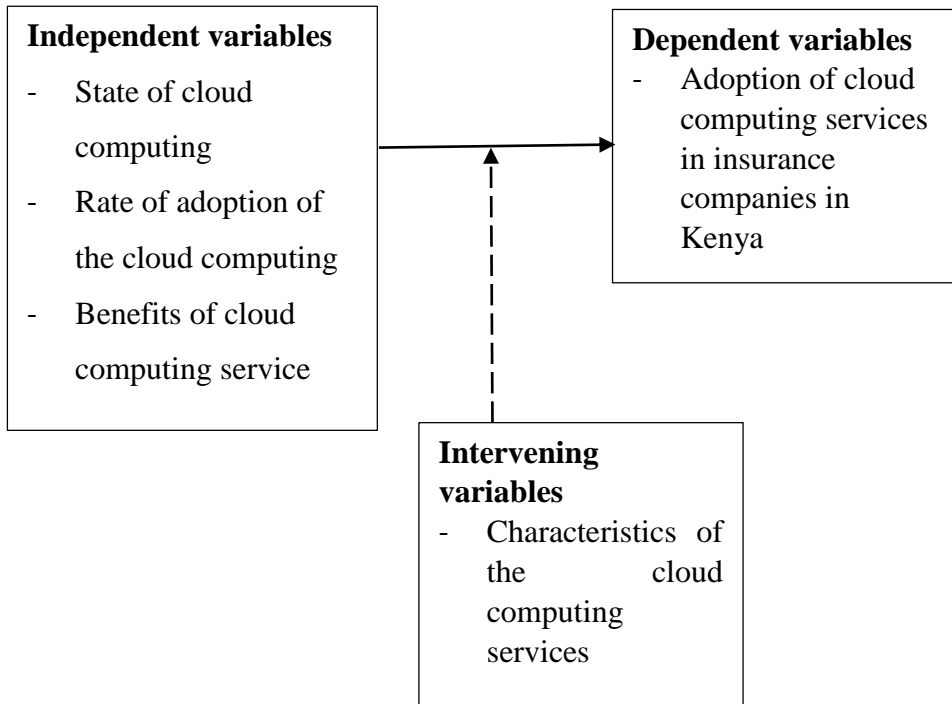 Independent variables
- State of cloud
computing
- Rate of adoption of
the cloud computing
- Benefits of cloud
computing service
Dependent variables
- Adoption of cloud
computing services
in insurance
companies in
Kenya
Intervening
variables
- Characteristics of
the cloud
computing
services